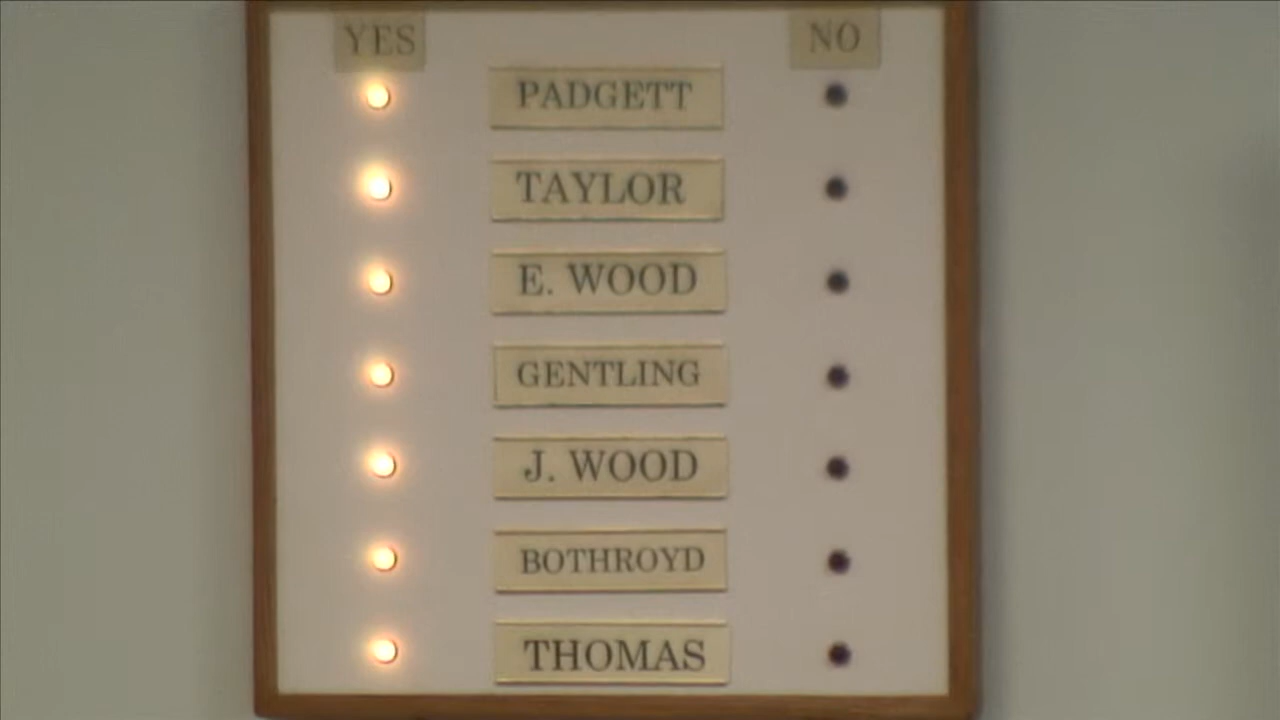 YES NO
PADGETT
TAYLOR
E. WOOD
GENTLING
J. WOOD
BOTHROYD
THOMAS